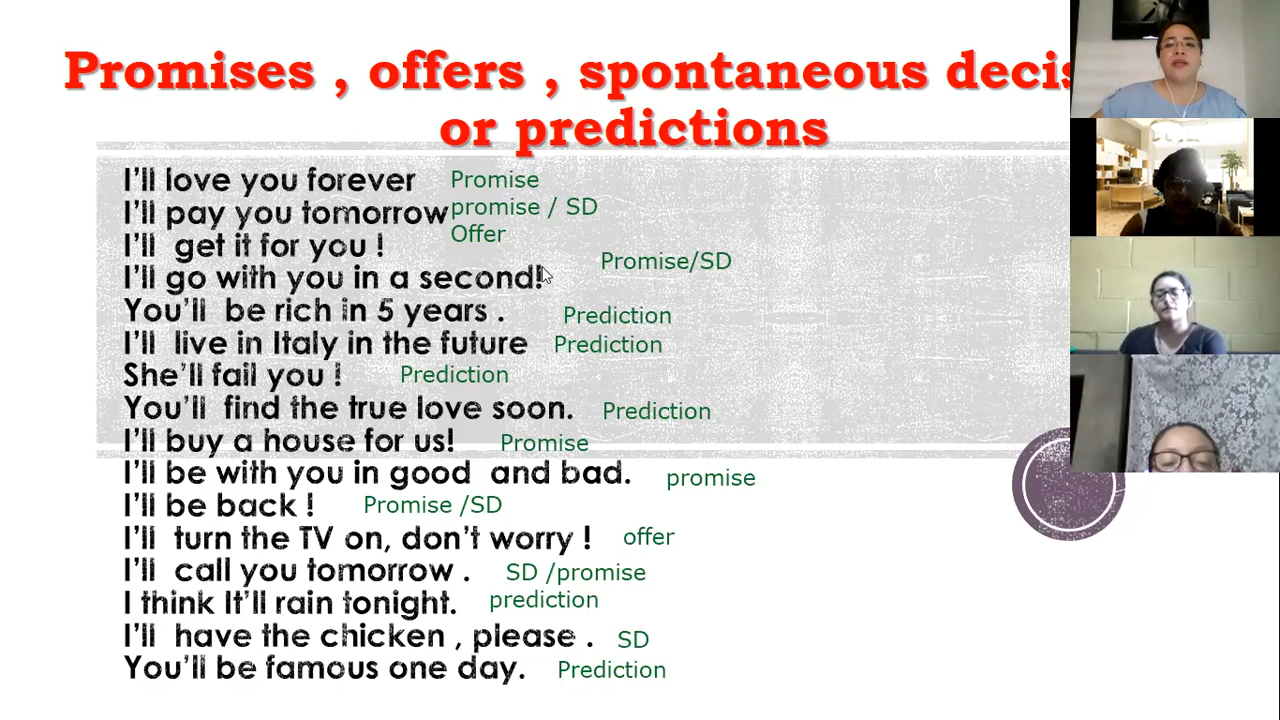 Promises , offers , spontaneous decis
or predictions
I'll love you forever Promise
I'll pay you tomorrow promise / SD
I'll get it for you ! Offer
I'll go with you in a second! Promise/SD
You'll be rich in 5 years . Prediction
I'll live in Italy in the future Prediction
She'll fail you ! Prediction
You'll find the true love soon. Prediction
I'll buy a house for us! Promise
I'll be with you in good and bad. promise
I'll be back ! Promise /SD
I'll turn the TV on, don't worry ! offer
I'll call you tomorrow . SD /promise
I think It'll rain tonight. prediction
I'll have the chicken , please . SD
You'll be famous one day. Prediction